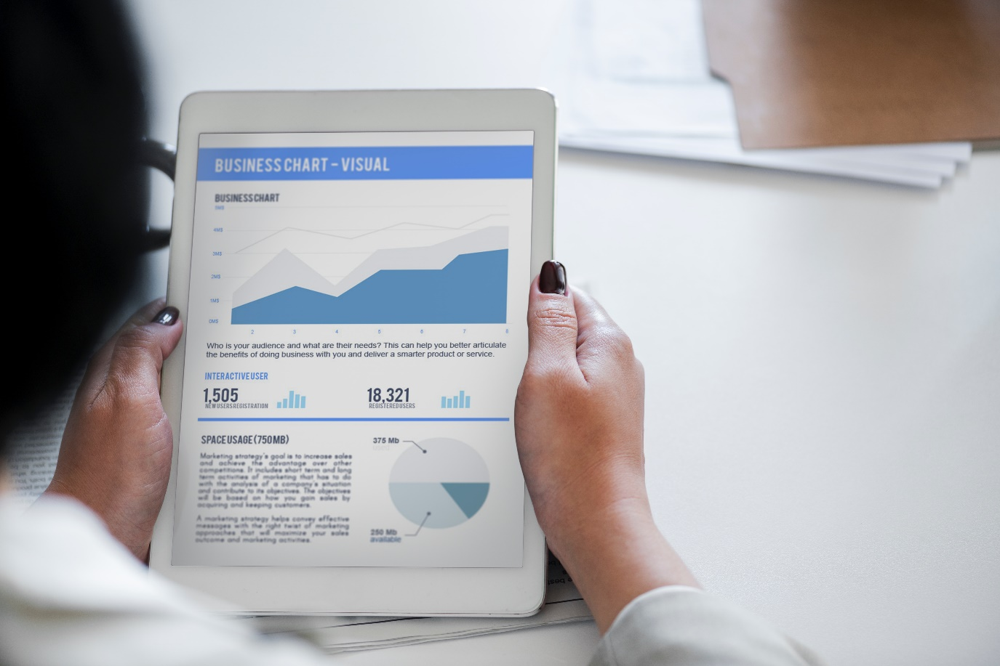 BUSINESS CHART - VISUAL
BUSINESS CHART
5M$
4M$
3M$
2M$
1M$
0M$
2 3 4 5 6 7 8
Who is your audience and what are their needs? This can help you better articulate
the benefits of doing business with you and deliver a smarter product or service.
INTERACTIVE USER
1,505
NEW USERS REGISTRATION
18,321
REGISTERED USERS
SPACE USAGE (750MB)
Marketing strategy's goal is to increase sales
and achieve the advantage over other
competitions. It includes short term and long
term activities of marketing that has to do
with the analysis of a company's situation
and contribute to its objectives. The objectives
will be based on how you gain sales by
acquiring and keeping customers.
A marketing strategy helps convey effective
messages with the right twist of marketing
approaches that will maximize your sales
outcome and marketing activities.
375 Mb
250 Mb
available